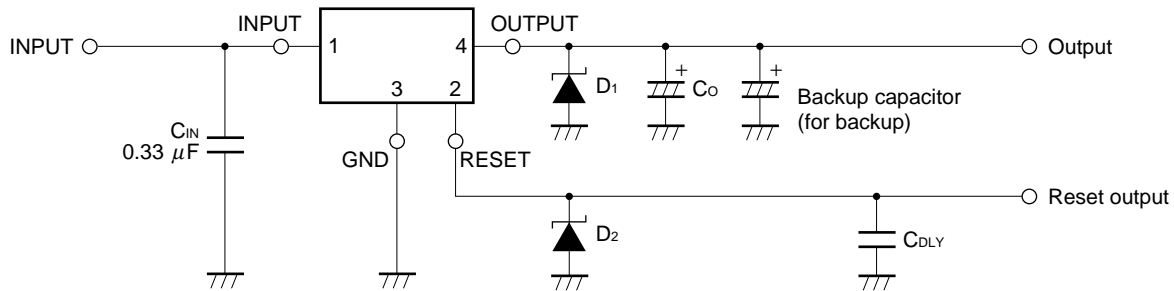 INPUT
INPUT
1
4
OUTPUT
Output
3
2
D1
+
CO
+
Backup capacitor
(for backup)
CIN
0.33 µF
GND
RESET
Reset output
D2
CDLY